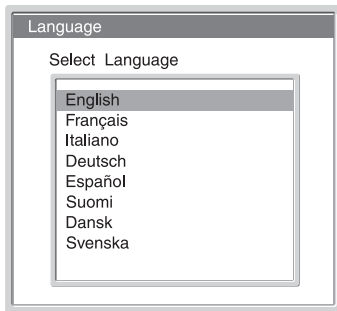 Language
Select Language
English
Français
Italiano
Deutsch
Español
Suomi
Dansk
Svenska